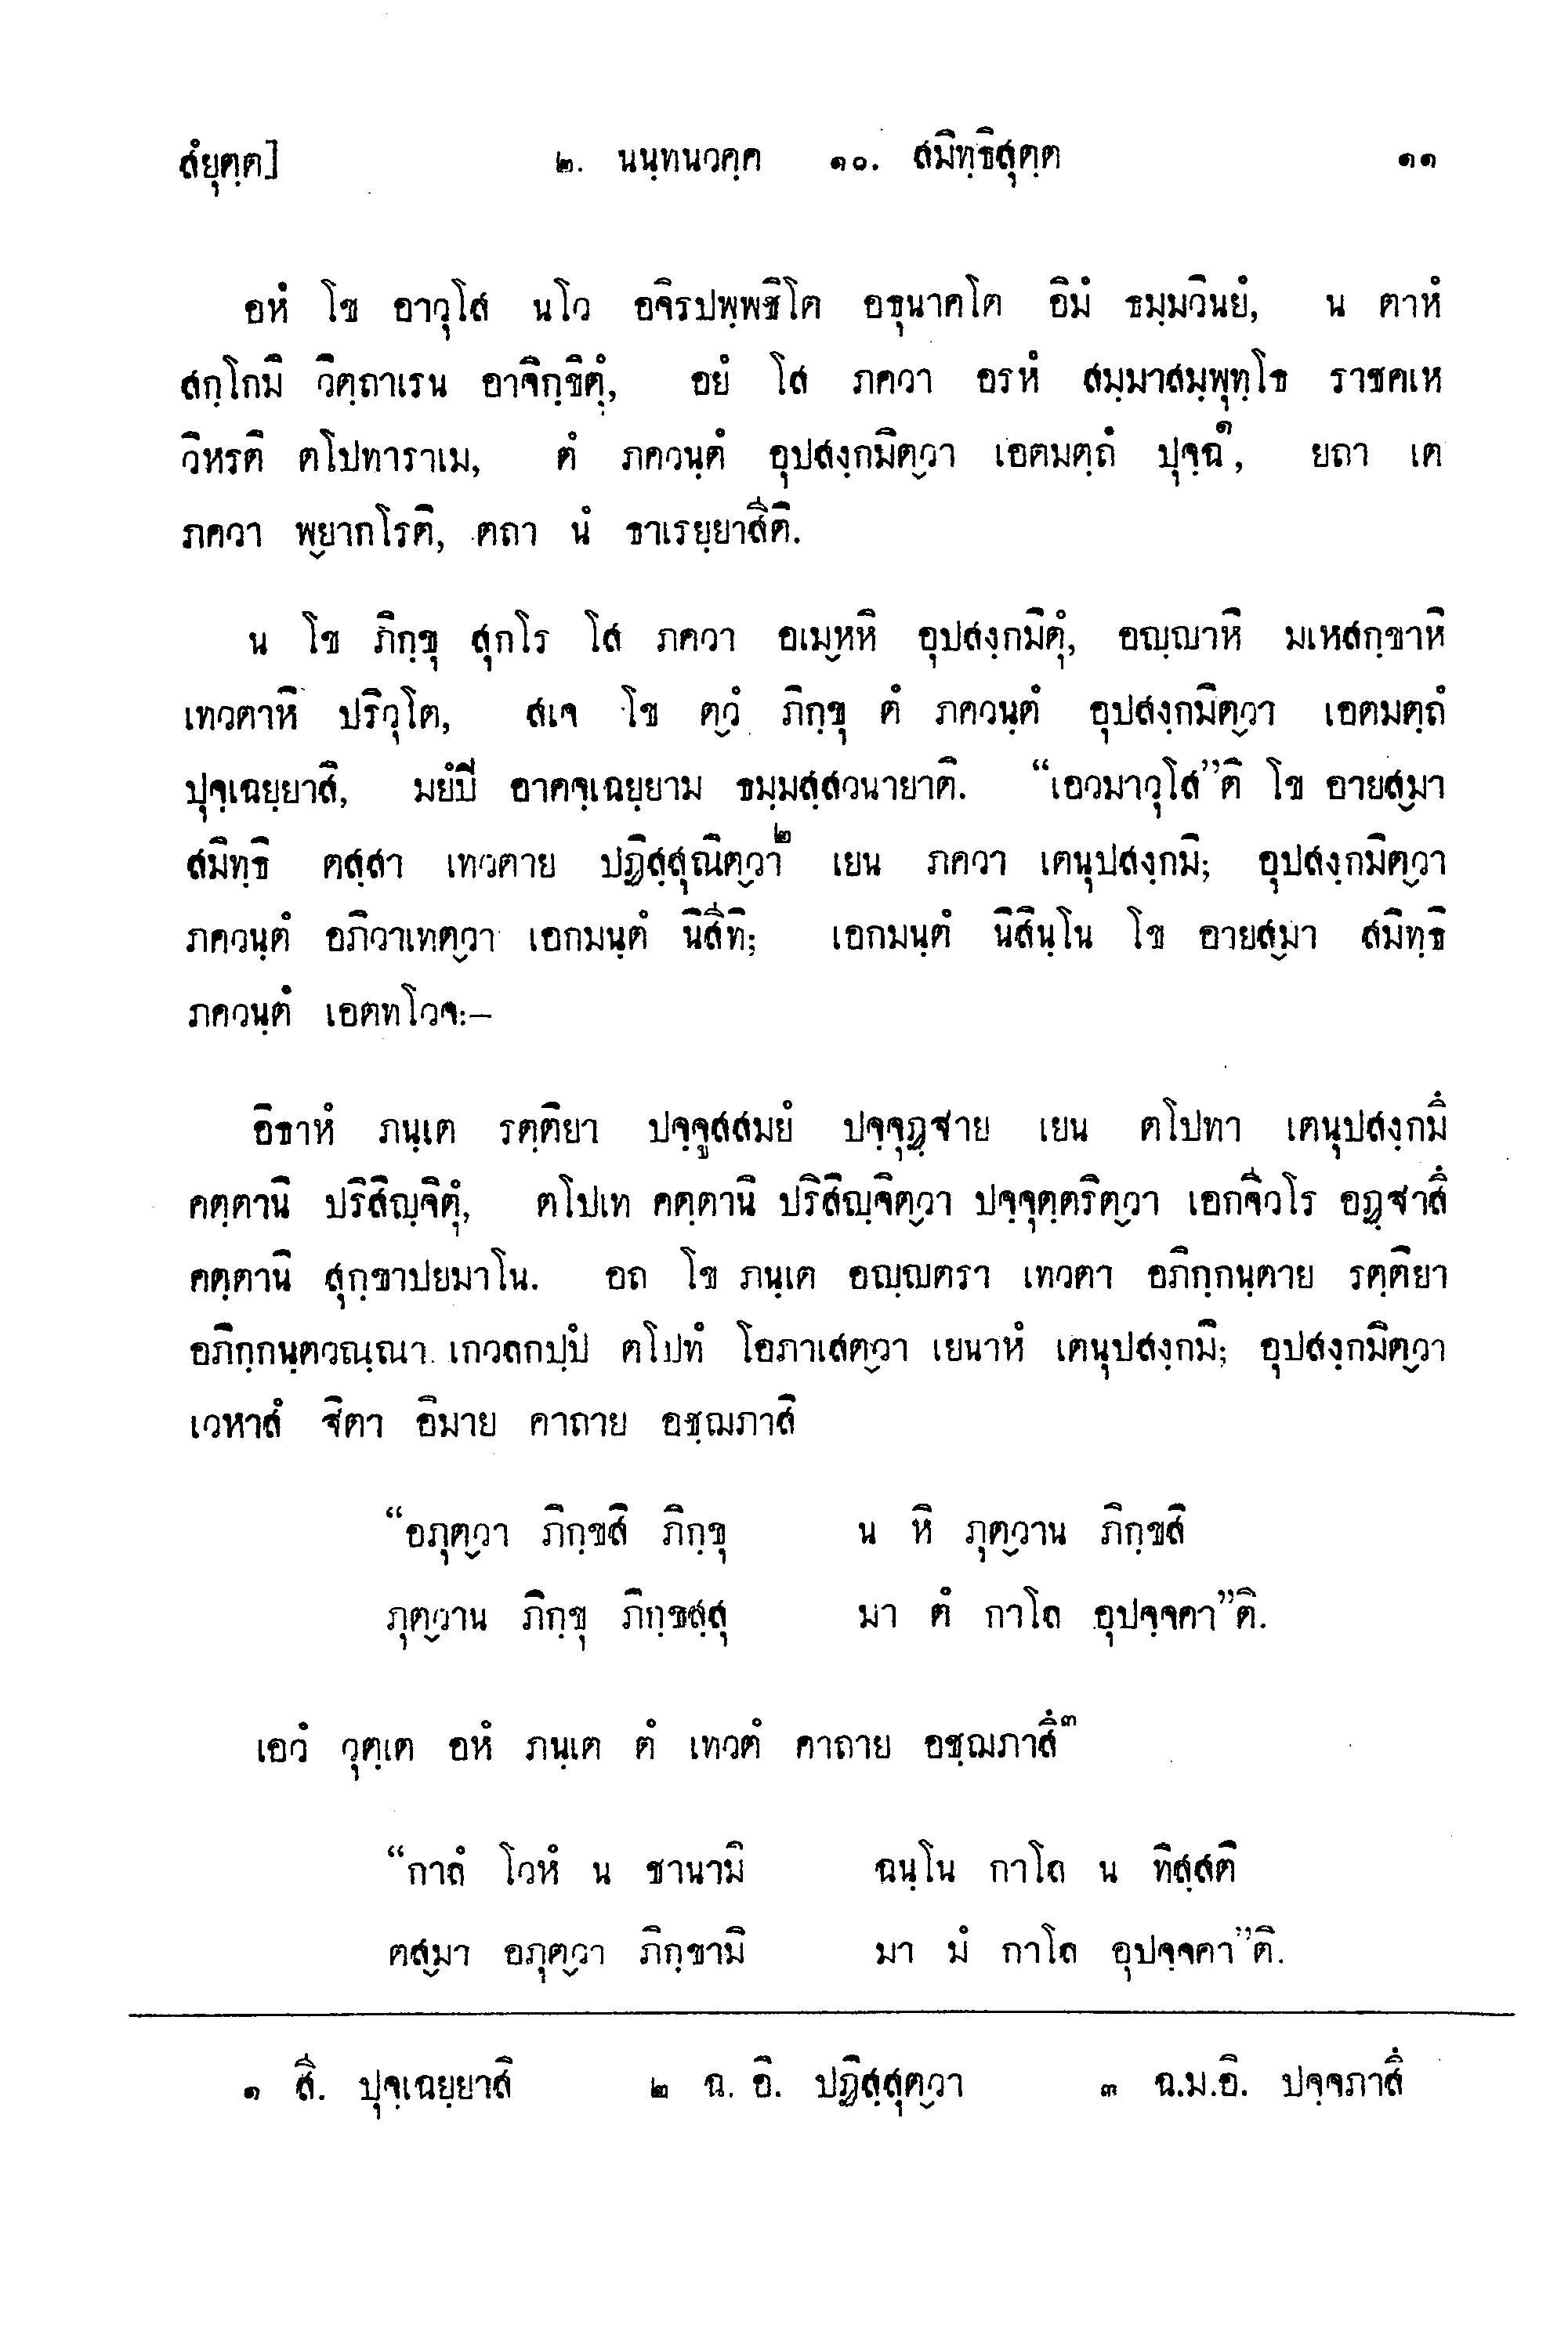 สํยุตฺต]	๒. นนฺทนวคฺค ๑๐. สมิทฺธิสุตฺต	๑๑
อหํ โข อาวุโส นโว อจิรปพฺพชิโต อธุนาคโต อิมํ ธมฺมวินยํ, น ตาหํ
สกฺโกมิ วิตฺถาเรน อาจิกฺขิตุํ, อยํ โส ภควา อรหํ สมฺมาสมฺพุทฺโธ ราชคเห
วิหรติ ตโปทาราเม, ตํ ภควนฺตํ อุปสงฺกมิตฺวา เอตมตฺถํ ปุจฺฉ๑, ยถา เต
ภควา พฺยากโรติ, ตถา นํ ธาเรยฺยาสีติ.
น โข ภิกฺขุ สุกโร โส ภควา อเมฺหหิ อุปสงฺกมิตุํ, อญฺญาหิ มเหสกฺขาหิ
เทวตาหิ ปริวุโต, สเจ โข ตฺวํ ภิกฺขุ ตํ ภควนฺตํ อุปสงฺกมิตฺวา เอตมตฺถํ
ปุจฺเฉยฺยาสิ, มยํปิ อาคจฺเฉยฺยาม ธมฺมสฺสวนายาติ. “เอวมาวุโส”ติ โข อายสฺมา
สมิทฺธิ ตสฺสา เทวตาย ปฏิสฺสุณิตฺวา๒ เยน ภควา เตนุปสงฺกมิ; อุปสงฺกมิตฺวา
ภควนฺตํ อภิวาเทตฺวา เอกมนฺตํ นิสีทิ; เอกมนฺตํ นิสินฺโน โข อายสฺมา สมิทฺธิ
ภควนฺตํ เอตทโวจ:–
อิธาหํ ภนฺเต รตฺติยา ปจฺจูสสมยํ ปจฺจุฏฺฐาย เยน ตโปทา เตนุปสงฺกมึ
คตฺตานิ ปริสิญฺจิตุํ, ตโปเท คตฺตานิ ปริสิญฺจิตฺวา ปจฺจุตฺตริตฺวา เอกจีวโร อฏฺฐาสึ
คตฺตานิ สุกฺขาปยมาโน. อถ โข ภนฺเต อญฺญตรา เทวตา อภิกฺกนฺตาย รตฺติยา
อภิกฺกนฺตวณฺณา เกวลกปฺปํ ตโปทํ โอภาเสตฺวา เยนาหํ เตนุปสงฺกมิ; อุปสงฺกมิตฺวา
เวหาสํ ฐิตา อิมาย คาถาย อชฺฌภาสิ
“อภุตฺวา ภิกฺขสิ ภิกฺขุ	น หิ ภุตฺวาน ภิกฺขสิ
ภุตฺวาน ภิกฺขุ ภิกฺขสฺสุ	มา ตํ กาโล อุปจฺจคา”ติ.
เอวํ วุตฺเต อหํ ภนฺเต ตํ เทวตํ คาถาย อชฺฌภาสึ๓
“กาลํ โวหํ น ชานามิ	ฉนฺโน กาโล น ทิสฺสติ
ตสฺมา อภุตฺวา ภิกฺขามิ	มา มํ กาโล อุปจฺจคา”ติ.
๑ สี. ปุจฺเฉยฺยาสิ	๒ ฉ. อิ. ปฏิสฺสุตฺวา	๓ ฉ.ม.อิ. ปจฺจภาสึ